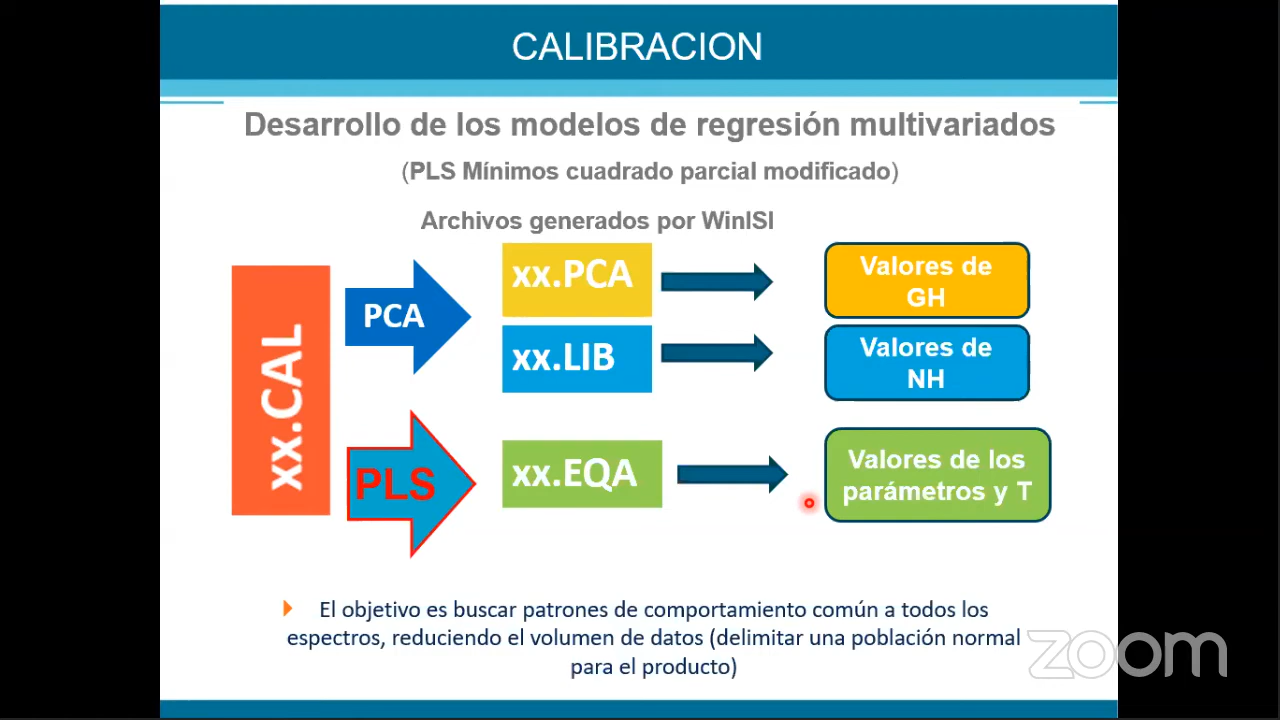 CALIBRACION
Desarrollo de los modelos de regresión multivariados
(PLS Mínimos cuadrado parcial modificado)
Archivos generados por WinISI
xx.CAL
PCA
xx.PCA
Valores de
GH
xx.LIB
Valores de
NH
PLS
xx.EQA
Valores de los
parámetros y T
El objetivo es buscar patrones de comportamiento común a todos los
espectros, reduciendo el volumen de datos (delimitar una población normal
para el producto)
zoom